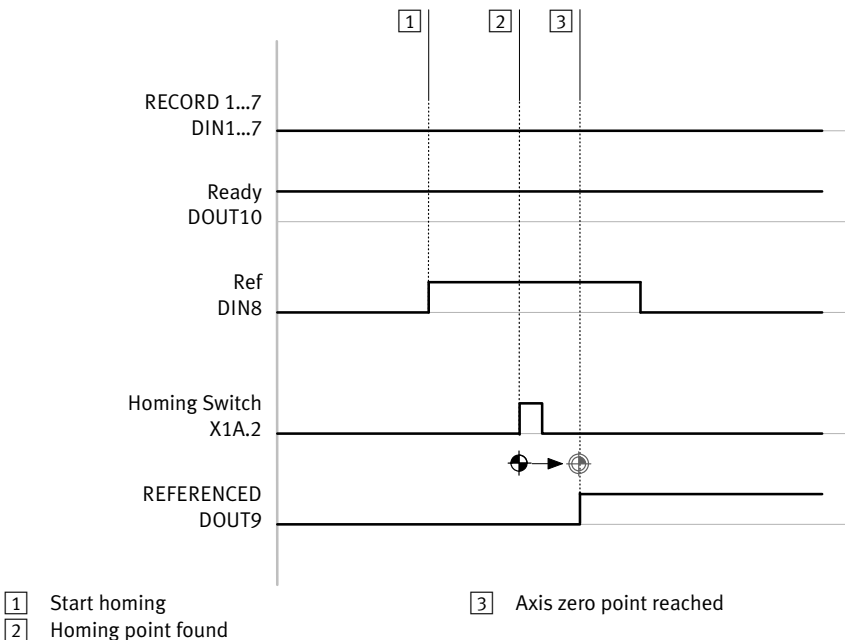 1 2 3
RECORD 1...7
DIN1...7
Ready
DOUT10
Ref
DIN8
Homing Switch
X1A.2
REFERENCED
DOUT9
1 Start homing
2 Homing point found
3 Axis zero point reached